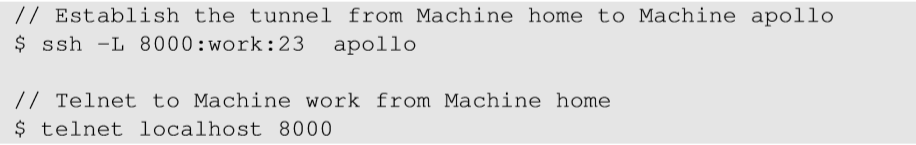 // Establish the tunnel from Machine home to Machine apollo
$ ssh -L 8000:work:23  apollo

// Telnet to Machine work from Machine home
$ telnet localhost 8000